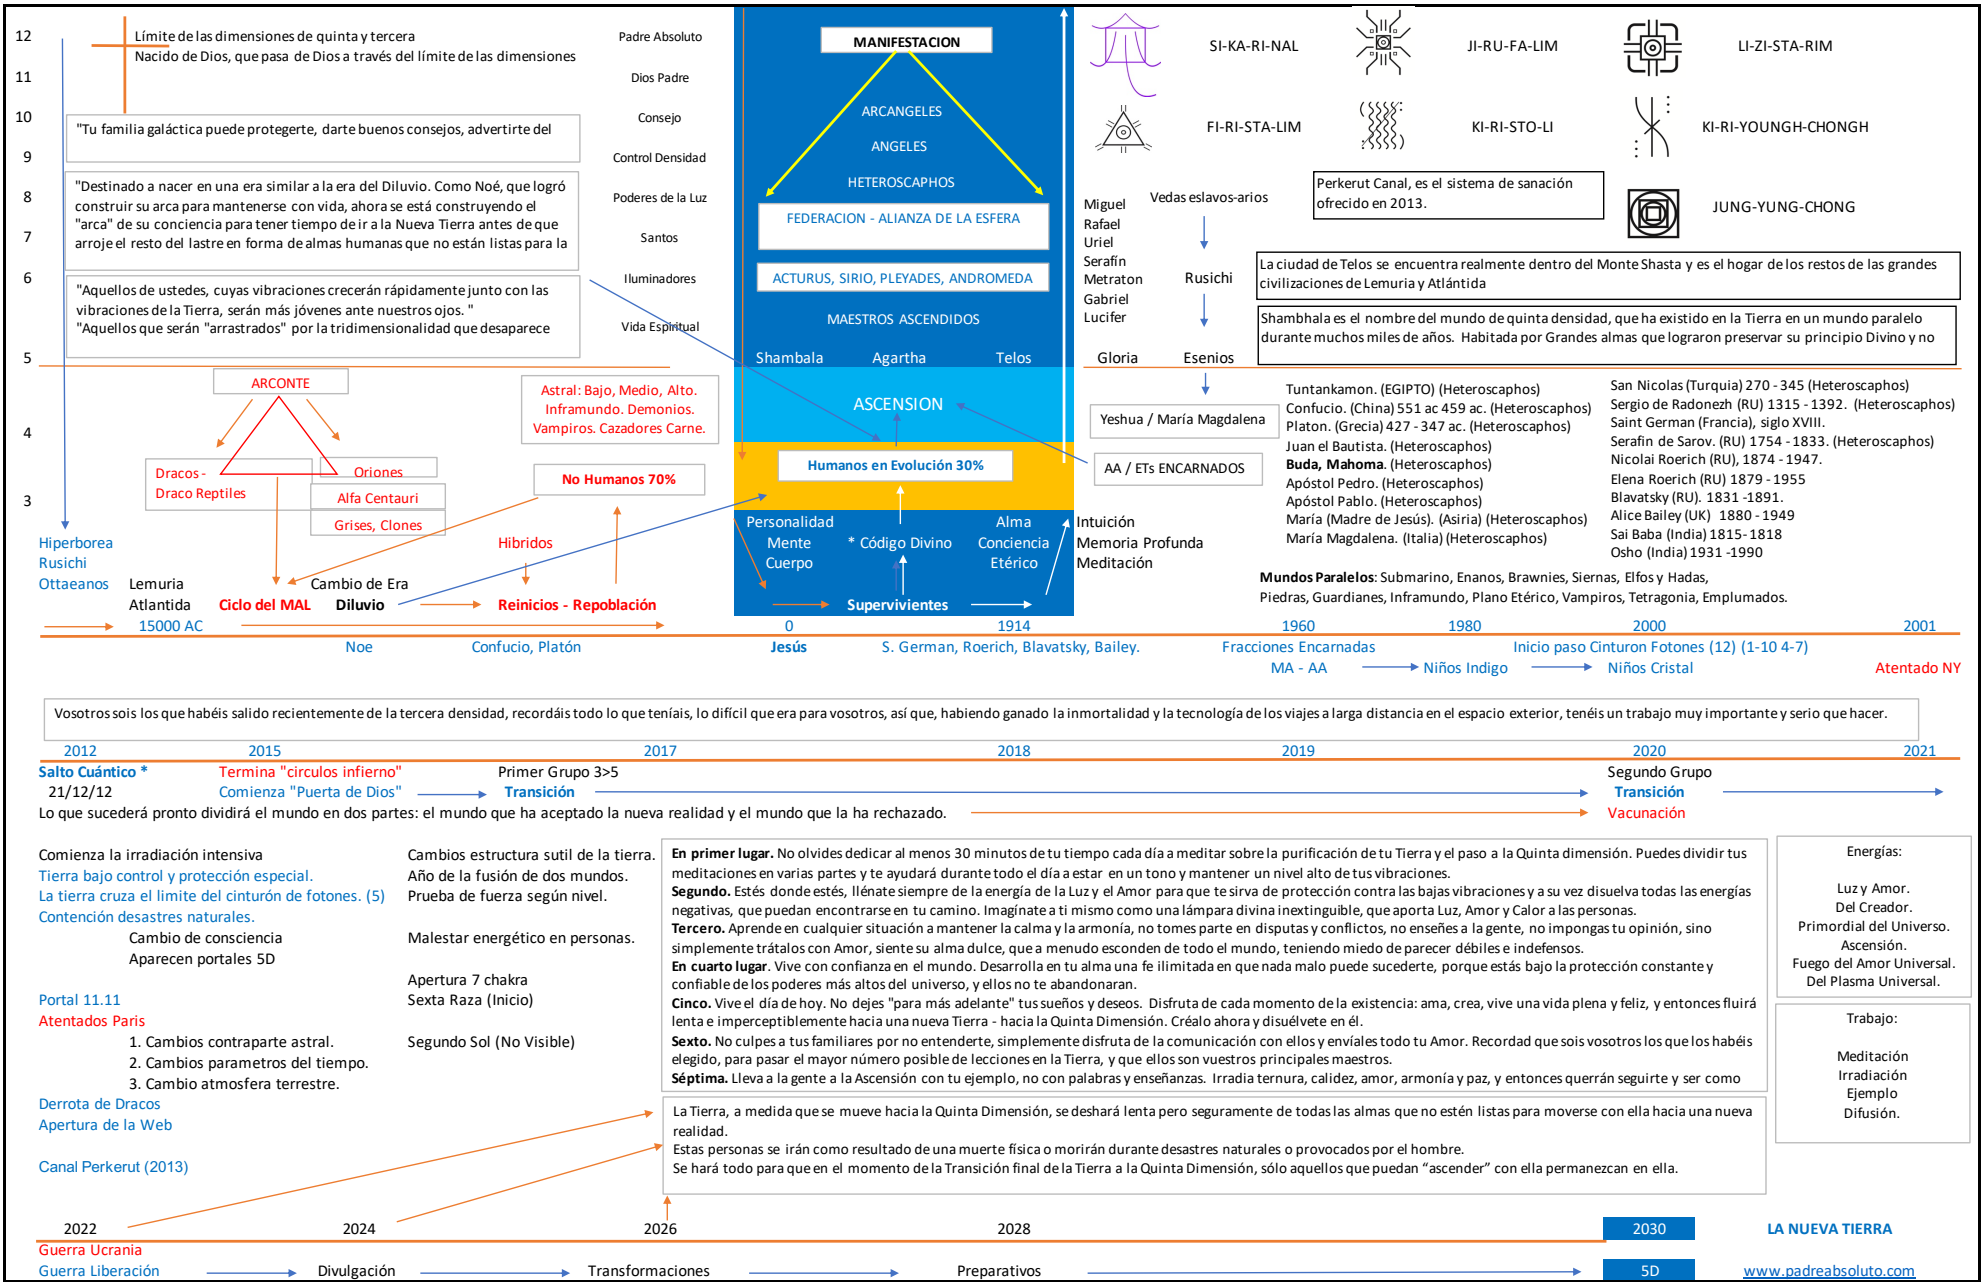 12
11
10
9
8
7
6
5
4
3
Límite de las dimensiones de quinta y tercera
Nacido de Dios, que pasa de Dios a través del límite de las dimensiones
"Tu familia galáctica puede protegerte, darte buenos consejos, advertirte del
"Destinado a nacer en una era similar a la era del Diluvio. Como Noé, que logró
construir su arca para mantenerse con vida, ahora se está construyendo el
"arca" de su conciencia para tener tiempo de ir a la Nueva Tierra antes de que
arroje el resto del lastre en forma de almas humanas que no están listas para la
"Aquellos de ustedes, cuyas vibraciones crecerán rápidamente junto con las
vibraciones de la Tierra, serán más jóvenes ante nuestros ojos. "
"Aquellos que serán "arrastrados" por la tridimensionalidad que desaparece
Padre Absoluto
Dios Padre
Consejo
Control Densidad
Poderes de la Luz
Santos
Iluminadores
Vida Espiritual
MANIFESTACION
ARCANGELES
ANGELES
HETEROSCAPHOS
FEDERACION - ALIANZA DE LA ESFERA
ACTURUS, SIRIO, PLEYADES, ANDROMEDA
MAESTROS ASCENDIDOS
Shambala Agartha Telos
ASCENSION
Humanos en Evolución 30%
Personalidad
Mente
Cuerpo
* Código Divino
Alma
Conciencia
Etérico
Supervivientes
Intuición
Memoria Profunda
Meditación
SI-KA-RI-NAL
JI-RU-FA-LIM
LI-ZI-STA-RIM
FI-RI-STA-LIM
KI-RI-STO-LI
KI-RI-YOUNGH-CHONGH
JUNG-YUNG-CHONG
Perkerut Canal, es el sistema de sanación
ofrecido en 2013.
Miguel
Rafael
Uriel
Serafín
Metraton
Gabriel
Lucifer
Gloria
Vedas eslavos-arios
Rusichi
Esenios
Yeshua / María Magdalena
AA / ETs ENCARNADOS
La ciudad de Telos se encuentra realmente dentro del Monte Shasta y es el hogar de los restos de las grandes
civilizaciones de Lemuria y Atlántida
Shambhala es el nombre del mundo de quinta densidad, que ha existido en la Tierra en un mundo paralelo
durante muchos miles de años. Habitada por Grandes almas que lograron preservar su principio Divino y no
Tuntankamon. (EGIPTO) (Heteroscaphos)
Confucio. (China) 551 ac 459 ac. (Heteroscaphos)
Platon. (Grecia) 427 - 347 ac. (Heteroscaphos)
Juan el Bautista. (Heteroscaphos)
Buda, Mahoma. (Heteroscaphos)
Apóstol Pedro. (Heteroscaphos)
Apóstol Pablo. (Heteroscaphos)
María (Madre de Jesús). (Asiria) (Heteroscaphos)
María Magdalena. (Italia) (Heteroscaphos)
San Nicolas (Turquia) 270 - 345 (Heteroscaphos)
Sergio de Radonezh (RU) 1315 - 1392. (Heteroscaphos)
Saint German (Francia), siglo XVIII.
Serafin de Sarov. (RU) 1754 - 1833. (Heteroscaphos)
Nicolai Roerich (RU), 1874 - 1947.
Elena Roerich (RU) 1879 - 1955
Blavatsky (RU). 1831 -1891.
Alice Bailey (UK) 1880 - 1949
Sai Baba (India) 1815- 1818
Osho (India) 1931 -1990
Mundos Paralelos: Submarino, Enanos, Brawnies, Siernas, Elfos y Hadas,
Piedras, Guardianes, Inframundo, Plano Etérico, Vampiros, Tetragonia, Emplumados.
ARCONTE
Dracos -
Draco Reptiles
Oriones
Alfa Centauri
Grises, Clones
Astral: Bajo, Medio, Alto.
Inframundo. Demonios.
Vampiros. Cazadores Carne.
No Humanos 70%
Hibridos
Hiperborea
Rusichi
Ottaeanos
Lemuria
Atlantida
Ciclo del MAL
Cambio de Era
Diluvio
Reinicios - Repoblación
15000 AC 0 1914 1960 1980 2000 2001
Noe Confucio, Platón Jesús S. German, Roerich, Blavatsky, Bailey.
Fracciones Encarnadas
MA - AA
Niños Indigo
Inicio paso Cinturon Fotones (12) (1-10 4-7)
Niños Cristal
Atentado NY
Vosotros sois los que habéis salido recientemente de la tercera densidad, recordáis todo lo que teníais, lo difícil que era para vosotros, así que, habiendo ganado la inmortalidad y la tecnología de los viajes a larga distancia en el espacio exterior, tenéis un trabajo muy importante y serio que hacer.
2012 2015 2017 2018 2019 2020 2021
Salto Cuántico *
21/12/12
Termina "circulos infierno"
Comienza "Puerta de Dios"
Primer Grupo 3>5
Transición
Segundo Grupo
Transición
Vacunación
Lo que sucederá pronto dividirá el mundo en dos partes: el mundo que ha aceptado la nueva realidad y el mundo que la ha rechazado.
Comienza la irradiación intensiva
Tierra bajo control y protección especial.
La tierra cruza el limite del cinturón de fotones. (5)
Contención desastres naturales.
Cambio de consciencia
Aparecen portales 5D
Portal 11.11
Atentados Paris
1. Cambios contraparte astral.
2. Cambios parametros del tiempo.
3. Cambio atmosfera terrestre.
Derrota de Dracos
Apertura de la Web
Canal Perkerut (2013)
Cambios estructura sutil de la tierra.
Año de la fusión de dos mundos.
Prueba de fuerza según nivel.
Malestar energético en personas.
Apertura 7 chakra
Sexta Raza (Inicio)
Segundo Sol (No Visible)
En primer lugar. No olvides dedicar al menos 30 minutos de tu tiempo cada día a meditar sobre la purificación de tu Tierra y el paso a la Quinta dimensión. Puedes dividir tus
meditaciones en varias partes y te ayudará durante todo el día a estar en un tono y mantener un nivel alto de tus vibraciones.
Segundo. Estés donde estés, llénate siempre de la energía de la Luz y el Amor para que te sirva de protección contra las bajas vibraciones y a su vez disuelva todas las energías
negativas, que puedan encontrarse en tu camino. Imagínate a ti mismo como una lámpara divina inextinguible, que aporta Luz, Amor y Calor a las personas.
Tercero. Aprende en cualquier situación a mantener la calma y la armonía, no tomes parte en disputas y conflictos, no enseñes a la gente, no impongas tu opinión, sino
simplemente trátalos con Amor, siente su alma dulce, que a menudo esconden de todo el mundo, teniendo miedo de parecer débiles e indefensos.
En cuarto lugar. Vive con confianza en el mundo. Desarrolla en tu alma una fe ilimitada en que nada malo puede sucederte, porque estás bajo la protección constante y
confiable de los poderes más altos del universo, y ellos no te abandonaran.
Cinco. Vive el día de hoy. No dejes "para más adelante" tus sueños y deseos. Disfruta de cada momento de la existencia: ama, crea, vive una vida plena y feliz, y entonces fluirá
lenta e imperceptiblemente hacia una nueva Tierra - hacia la Quinta Dimensión. Créalo ahora y disuélvete en él.
Sexto. No culpes a tus familiares por no entenderte, simplemente disfruta de la comunicación con ellos y envíales todo tu Amor. Recordad que sois vosotros los que los habéis
elegido, para pasar el mayor número posible de lecciones en la Tierra, y que ellos son vuestros principales maestros.
Séptima. Lleva a la gente a la Ascensión con tu ejemplo, no con palabras y enseñanzas. Irradia ternura, calidez, amor, armonía y paz, y entonces querrán seguirte y ser como
La Tierra, a medida que se mueve hacia la Quinta Dimensión, se deshará lenta pero seguramente de todas las almas que no estén listas para moverse con ella hacia una nueva
realidad.
Estas personas se irán como resultado de una muerte física o morirán durante desastres naturales o provocados por el hombre.
Se hará todo para que en el momento de la Transición final de la Tierra a la Quinta Dimensión, sólo aquellos que puedan “ascender” con ella permanezcan en ella.
Energías:
Luz y Amor.
Del Creador.
Primordial del Universo.
Ascensión.
Fuego del Amor Universal.
Del Plasma Universal.
Trabajo:
Meditación
Irradiación
Ejemplo
Difusión.
2022 2024 2026 2028 2030 LA NUEVA TIERRA
Guerra Ucrania
Guerra Liberación Divulgación Transformaciones Preparativos 5D www.padreabsoluto.com